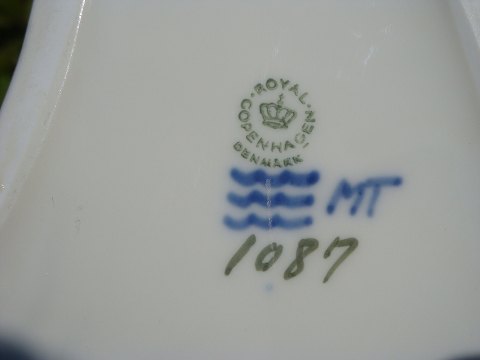 ROYAL
COPENHAGEN
DENMARK
MT
1087